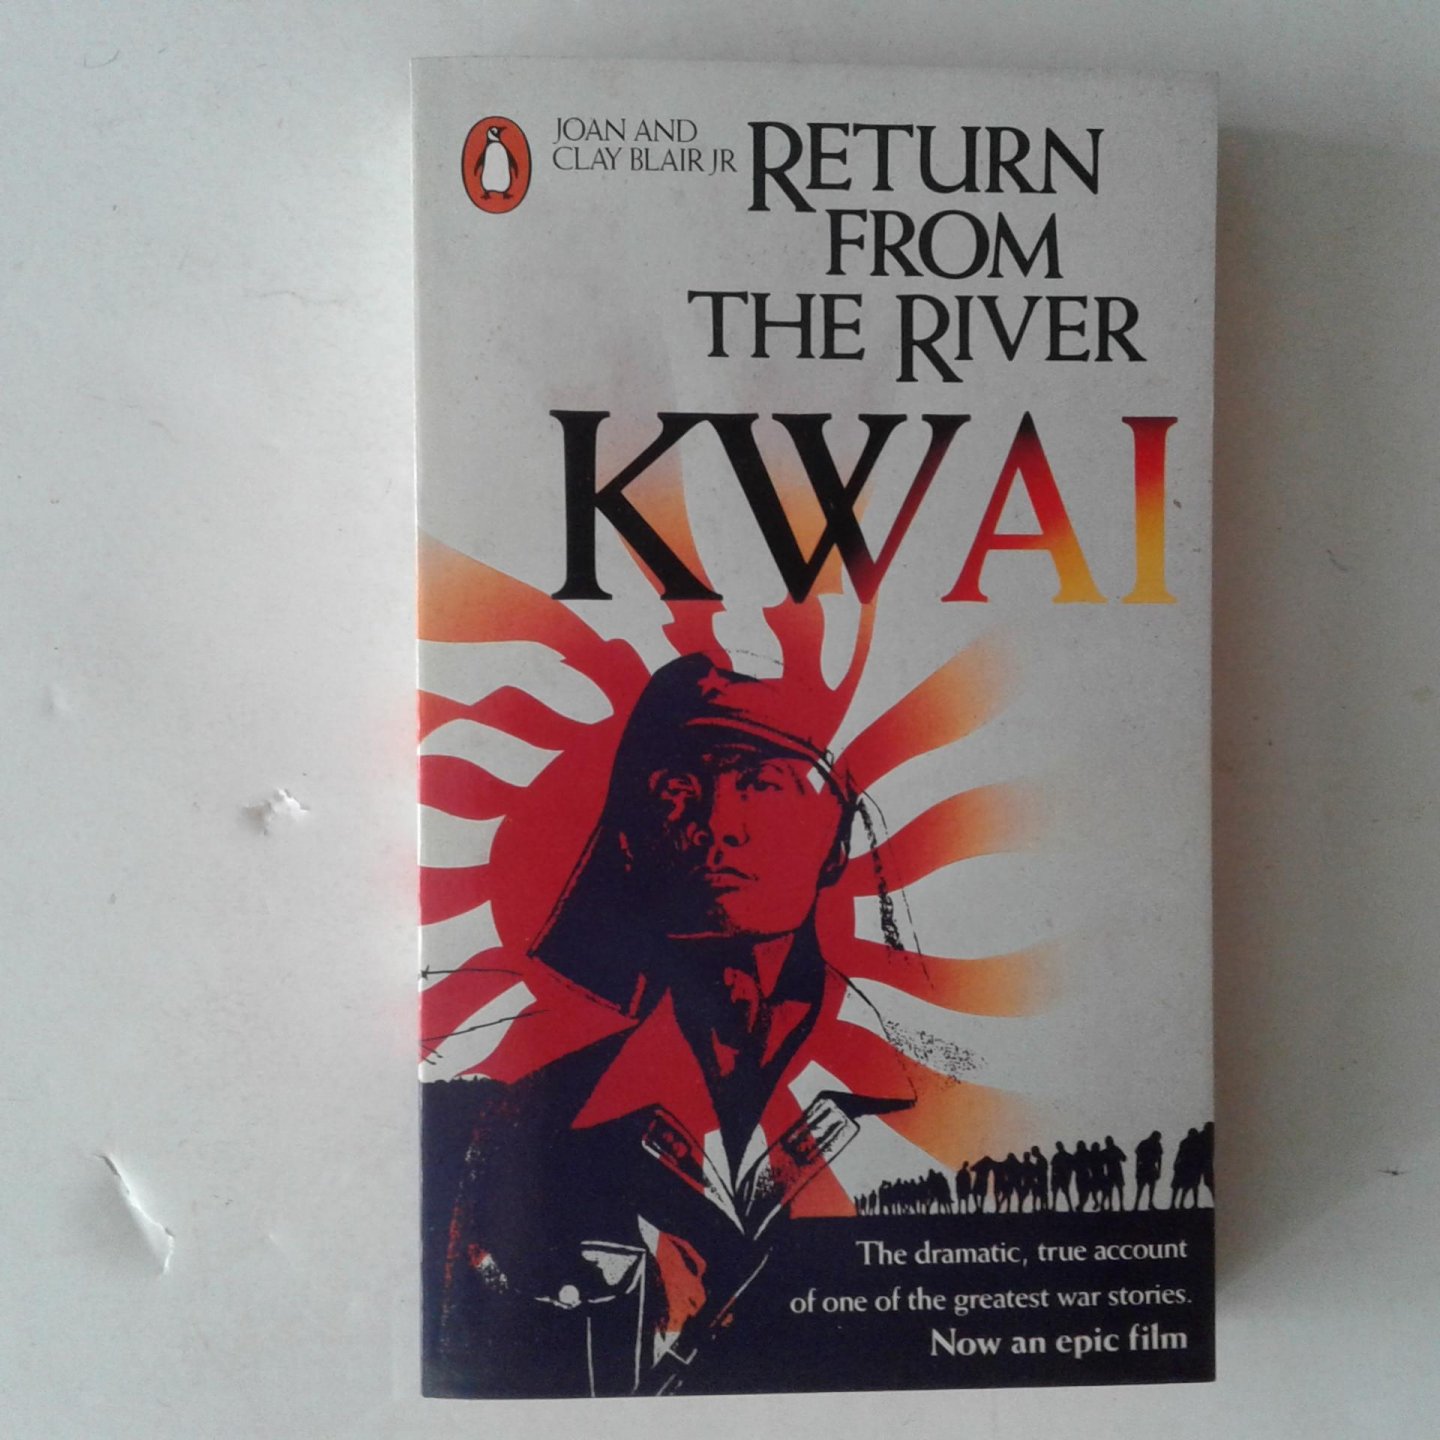 JOAN AND
CLAY BLAIR JR
RETURN
FROM
THE RIVER
KWAI
The dramatic, true account
of one of the greatest war stories.
Now an epic film